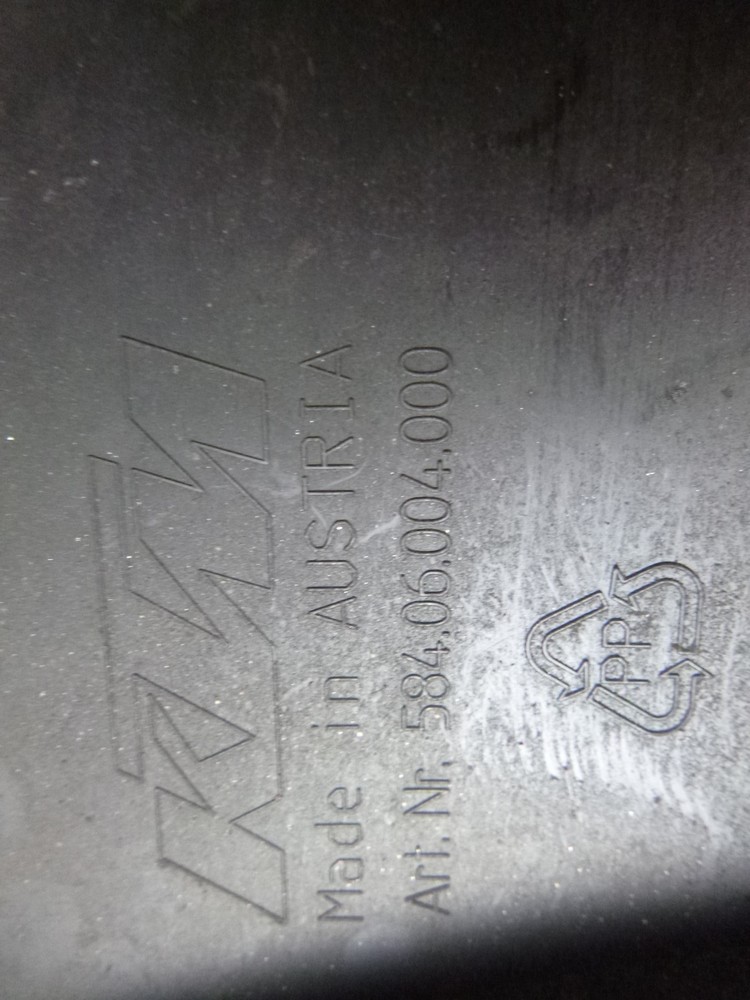 KTM
Made in AUSTRIA
Art. Nr. 584.06.004.000
PP